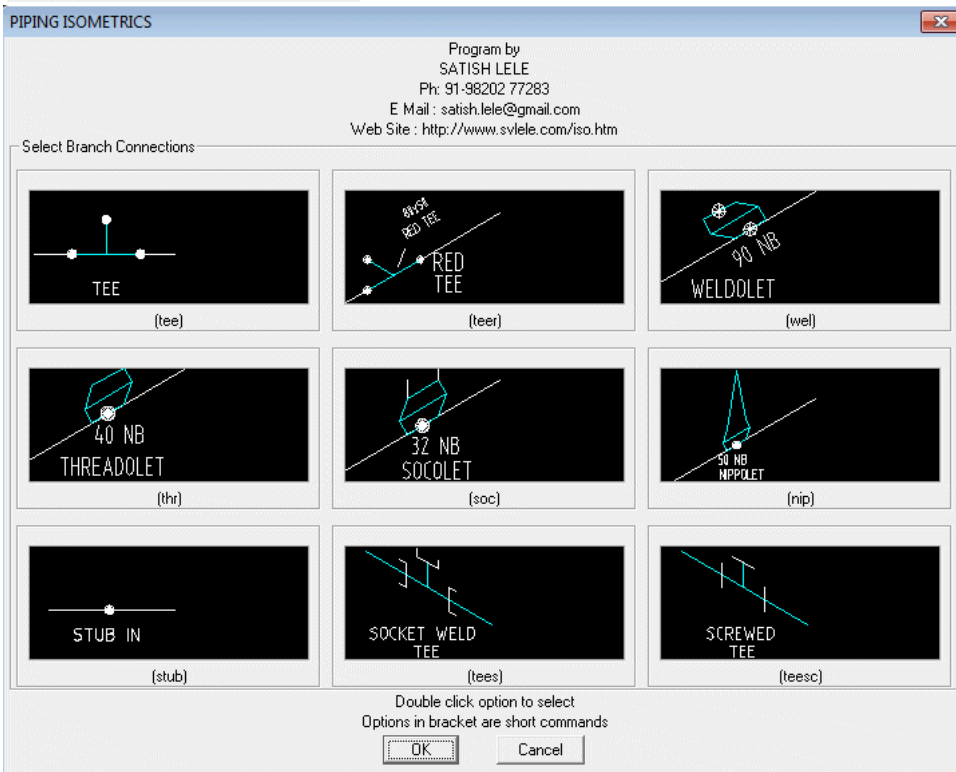 PIPING ISOMETRICS
Program by
SATISH LELE
Ph: 91-98202 77283
E Mail : satish.lele@gmail.com
Web Site : http://www.svlele.com/iso.htm
Select Branch Connections
TEE
(tee)
RED TEE
RED
TEE
(teer)
90 NB
WELDOLET
(wel)
40 NB
THREADOLET
(thr)
32 NB
SOCOLET
(soc)
50 NB
NIPPOLET
(nip)
STUB IN
(stub)
SOCKET WELD
TEE
(tees)
SCREWED
TEE
(teesc)
Double click option to select
Options in bracket are short commands
OK
Cancel